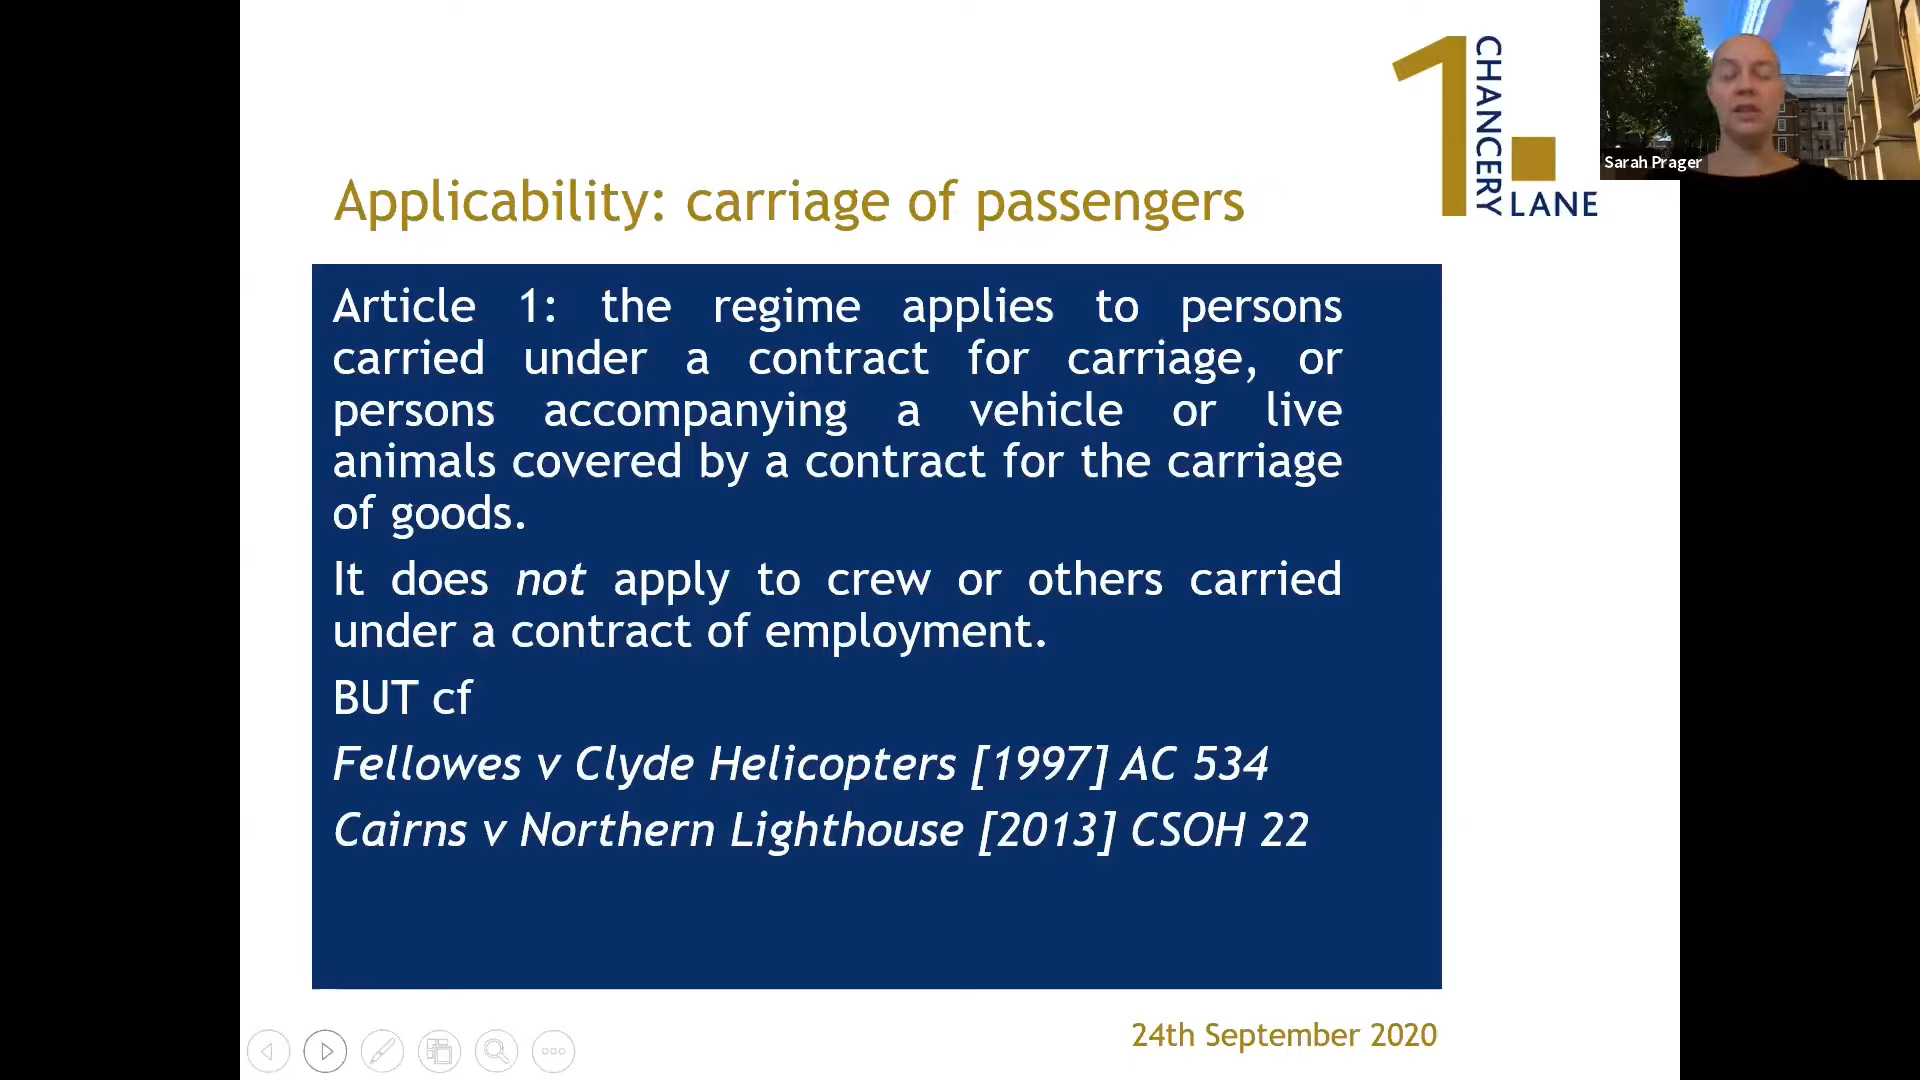 1
CHANCERY
LANE
Sarah Prager
Applicability: carriage of passengers
Article 1: the regime applies to persons
carried under a contract for carriage, or
persons accompanying a vehicle or live
animals covered by a contract for the carriage
of goods.
It does not apply to crew or others carried
under a contract of employment.
BUT cf
Fellowes v Clyde Helicopters [1997] AC 534
Cairns v Northern Lighthouse [2013] CSOH 22
24th September 2020